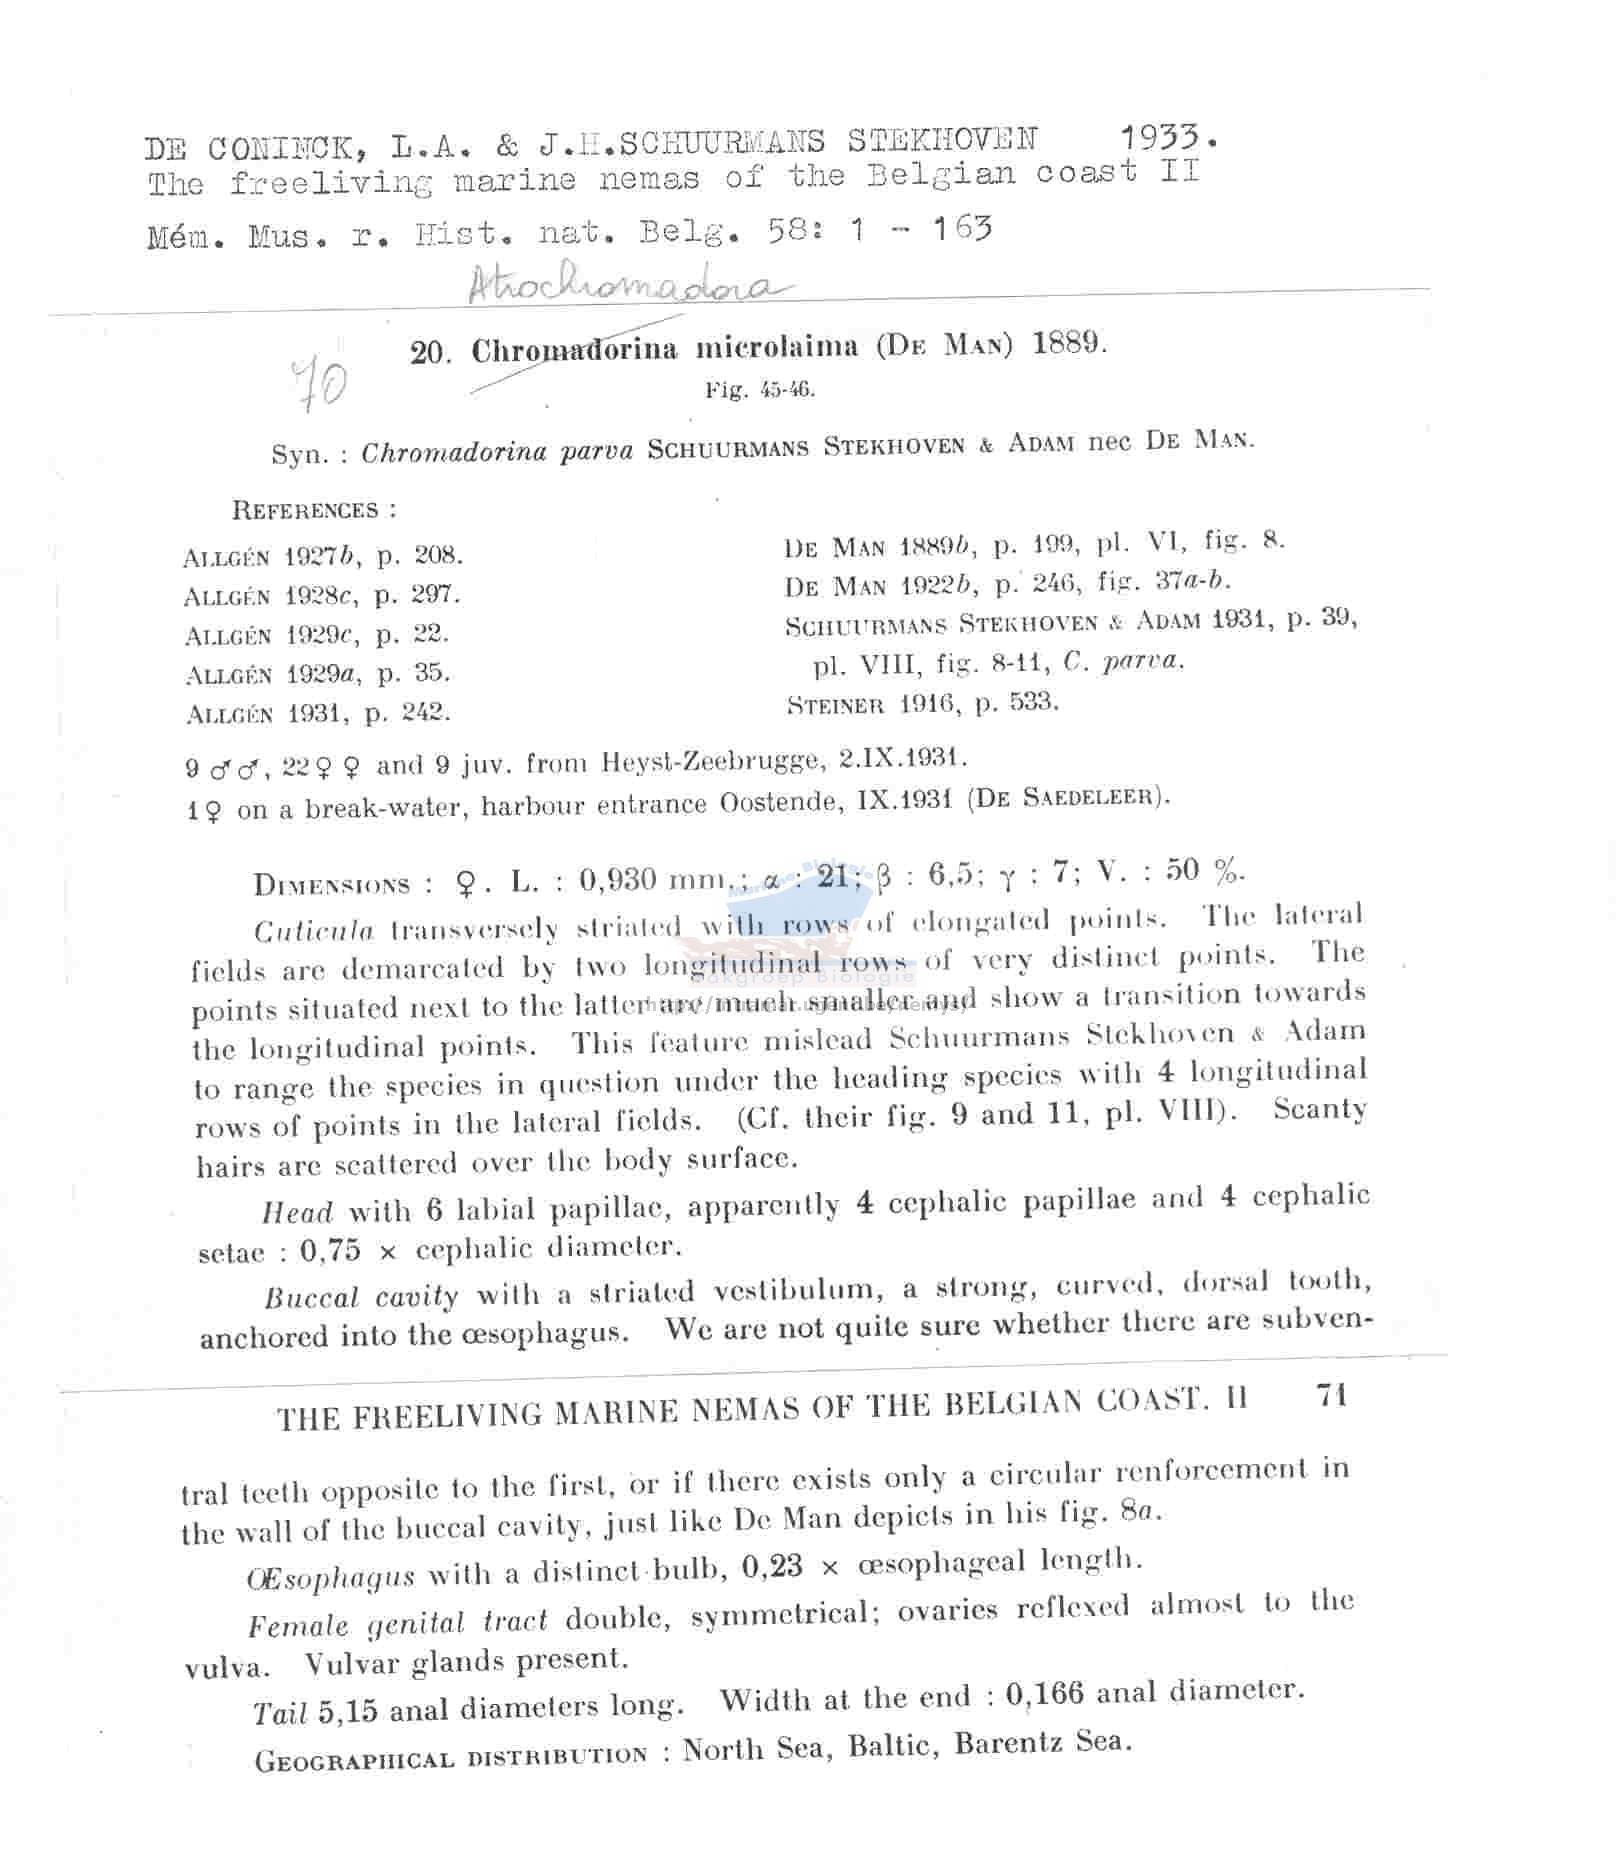 DE CONINCK, L.A. & J.H.SCHUURMANS STEKHOVEN 1933.
The freeliving marine nemas of the Belgian coast II
Mém. Mus. r. Hist. nat. Belg. 58: 1 - 163
Atrochromadora
20. Chromadorina microlaima (DE MAN) 1889.
70
Fig. 45-46.
Syn. : Chromadorina parva SCHUURMANS STEKHOVEN & ADAM nec DE MAN.
REFERENCES :
ALLGÉN 1927b, p. 208.
ALLGÉN 1928c, p. 297.
ALLGÉN 1929c, p. 22.
ALLGÉN 1929a, p. 35.
ALLGÉN 1931, p. 242.
DE MAN 1889b, p. 199, pl. VI, fig. 8.
DE MAN 1922b, p. 246, fig. 37a-b.
SCHUURMANS STEKHOVEN & ADAM 1931, p. 39,
pl. VIII, fig. 8-11, C. parva.
STEINER 1916, p. 533.
9 ♂♂, 22 ♀♀ and 9 juv. from Heyst-Zeebrugge, 2.IX.1931.
1 ♀ on a break-water, harbour entrance Oostende, IX.1931 (DE SAEDELEER).
DIMENSIONS : ♀. L. : 0,930 mm.; α : 21; β : 6,5; γ : 7; V. : 50 %.
Cuticula transversely striated with rows of elongated points. The lateral
fields are demarcated by two longitudinal rows of very distinct points. The
points situated next to the latter are much smaller and show a transition towards
the longitudinal points. This feature mislead Schuurmans Stekhoven & Adam
to range the species in question under the heading species with 4 longitudinal
rows of points in the lateral fields. (Cf. their fig. 9 and 11, pl. VIII). Scanty
hairs are scattered over the body surface.
Head with 6 labial papillae, apparently 4 cephalic papillae and 4 cephalic
setae : 0,75 × cephalic diameter.
Buccal cavity with a striated vestibulum, a strong, curved, dorsal tooth,
anchored into the œsophagus. We are not quite sure whether there are subven-
THE FREELIVING MARINE NEMAS OF THE BELGIAN COAST. II 71
tral teeth opposite to the first, or if there exists only a circular renforcement in
the wall of the buccal cavity, just like De Man depicts in his fig. 8a.
Œsophagus with a distinct bulb, 0,23 × œsophageal length.
Female genital tract double, symmetrical; ovaries reflexed almost to the
vulva. Vulvar glands present.
Tail 5,15 anal diameters long. Width at the end : 0,166 anal diameter.
GEOGRAPHICAL DISTRIBUTION : North Sea, Baltic, Barentz Sea.